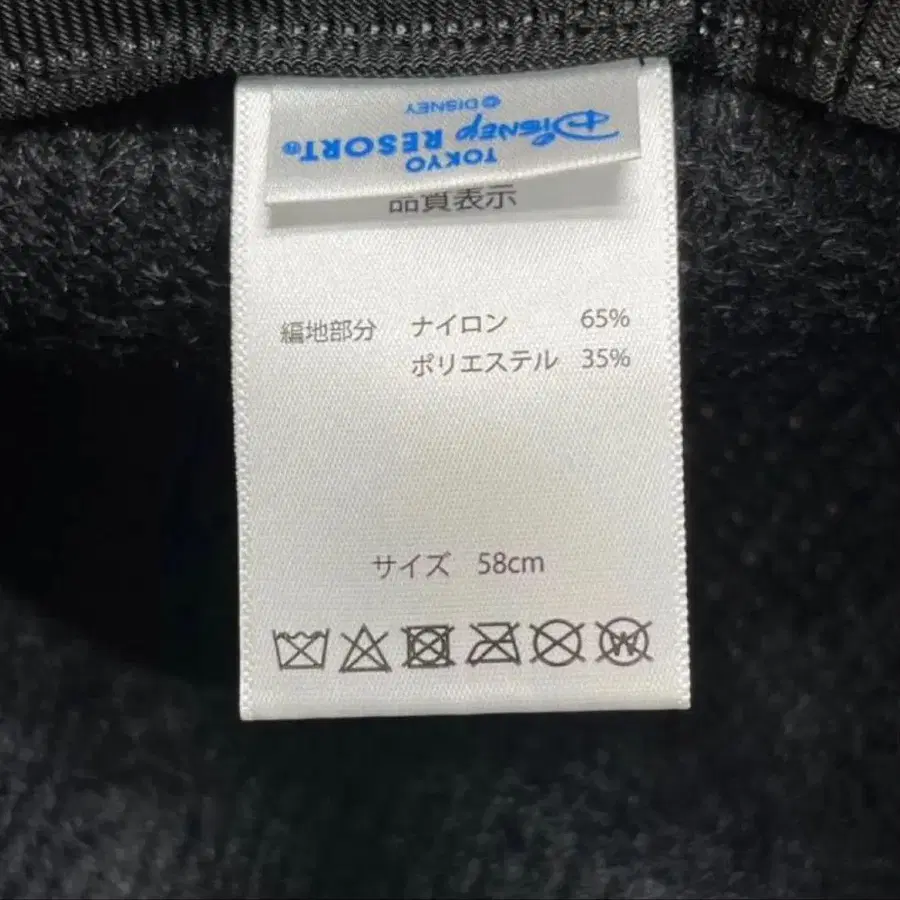 TOKYO
Disney RESORT®
© DISNEY
品質表示
編地部分 ナイロン 65%
ポリエステル 35%
サイズ 58cm
W